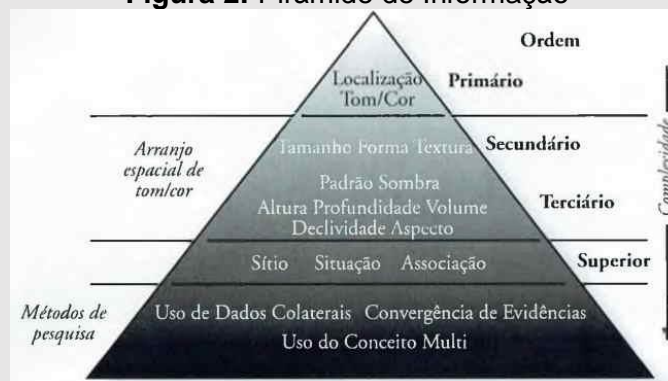 Figura 2. Pirâmide de Informação
Ordem
Localização
Tom/Cor
Primário
Arranjo
espacial de
tom/cor
Tamanho Forma Textura
Secundário
Padrão Sombra
Altura Profundidade Volume
Declividade Aspecto
Terciário
Complexidade
Sítio Situação Associação
Superior
Métodos de
pesquisa
Uso de Dados Colaterais Convergência de Evidências
Uso do Conceito Multi